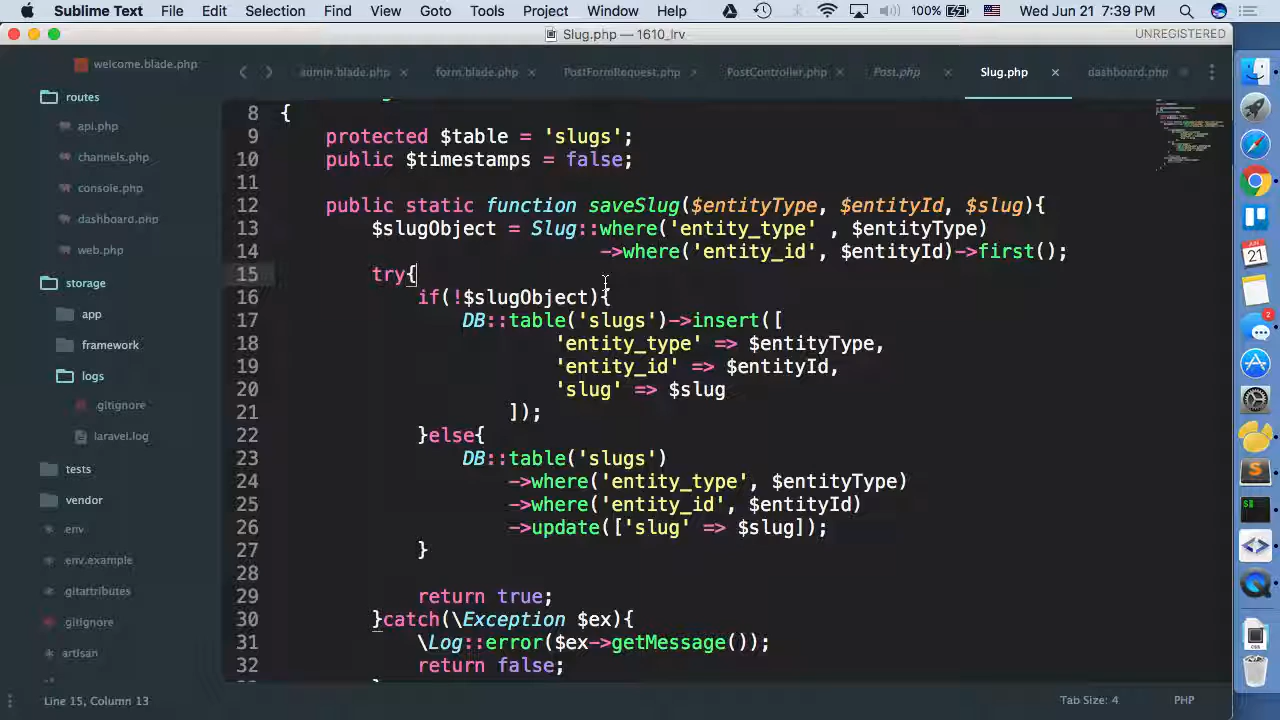 Sublime Text File Edit Selection Find View Goto Tools Project Window Help 100% Wed Jun 21 7:39 PM
Slug.php — 1610_lrv UNREGISTERED
admin.blade.php form.blade.php PostFormRequest.php PostController.php Post.php Slug.php dashboard.php
welcome.blade.php
routes
api.php
channels.php
console.php
dashboard.php
web.php
storage
app
framework
logs
.gitignore
laravel.log
tests
vendor
.env
.env.example
.gitattributes
.gitignore
artisan
8 {
9 protected $table = 'slugs';
10 public $timestamps = false;
11
12 public static function saveSlug($entityType, $entityId, $slug){
13 $slugObject = Slug::where('entity_type' , $entityType)
14 ->where('entity_id', $entityId)->first();
15 try{
16 if(!$slugObject){
17 DB::table('slugs')->insert([
18 'entity_type' => $entityType,
19 'entity_id' => $entityId,
20 'slug' => $slug
21 ]);
22 }else{
23 DB::table('slugs')
24 ->where('entity_type', $entityType)
25 ->where('entity_id', $entityId)
26 ->update(['slug' => $slug]);
27 }
28
29 return true;
30 }catch(\Exception $ex){
31 \Log::error($ex->getMessage());
32 return false;
Line 15, Column 13 Tab Size: 4 PHP
JAN
21
2